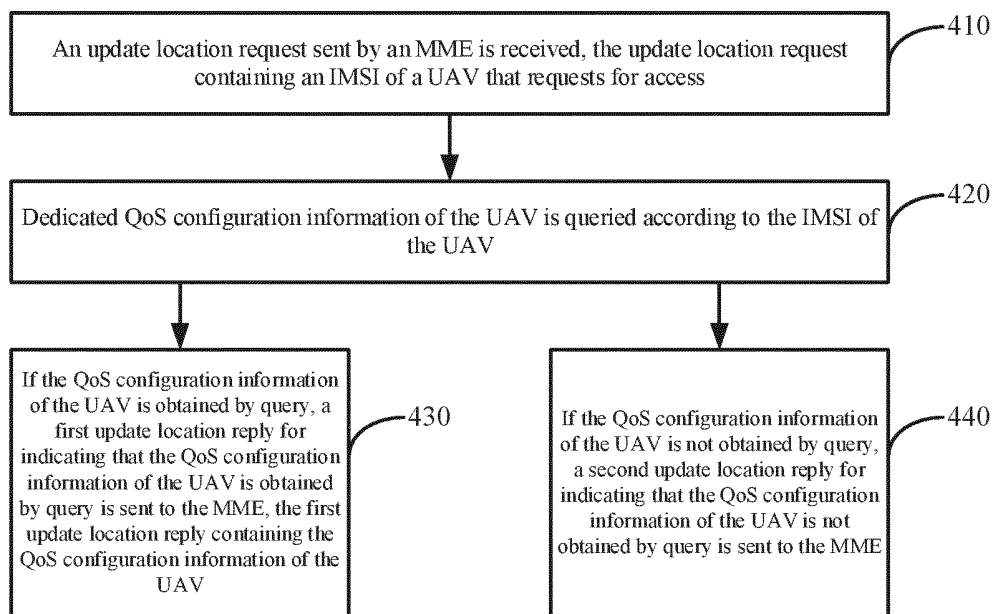 An update location request sent by an MME is received, the update location request
containing an IMSI of a UAV that requests for access
410
Dedicated QoS configuration information of the UAV is queried according to the IMSI of
the UAV
420
If the QoS configuration information
of the UAV is obtained by query, a
first update location reply for
indicating that the QoS configuration
information of the UAV is obtained
by query is sent to the MME, the first
update location reply containing the
QoS configuration information of the
UAV
430
If the QoS configuration information
of the UAV is not obtained by query,
a second update location reply for
indicating that the QoS configuration
information of the UAV is not
obtained by query is sent to the MME
440